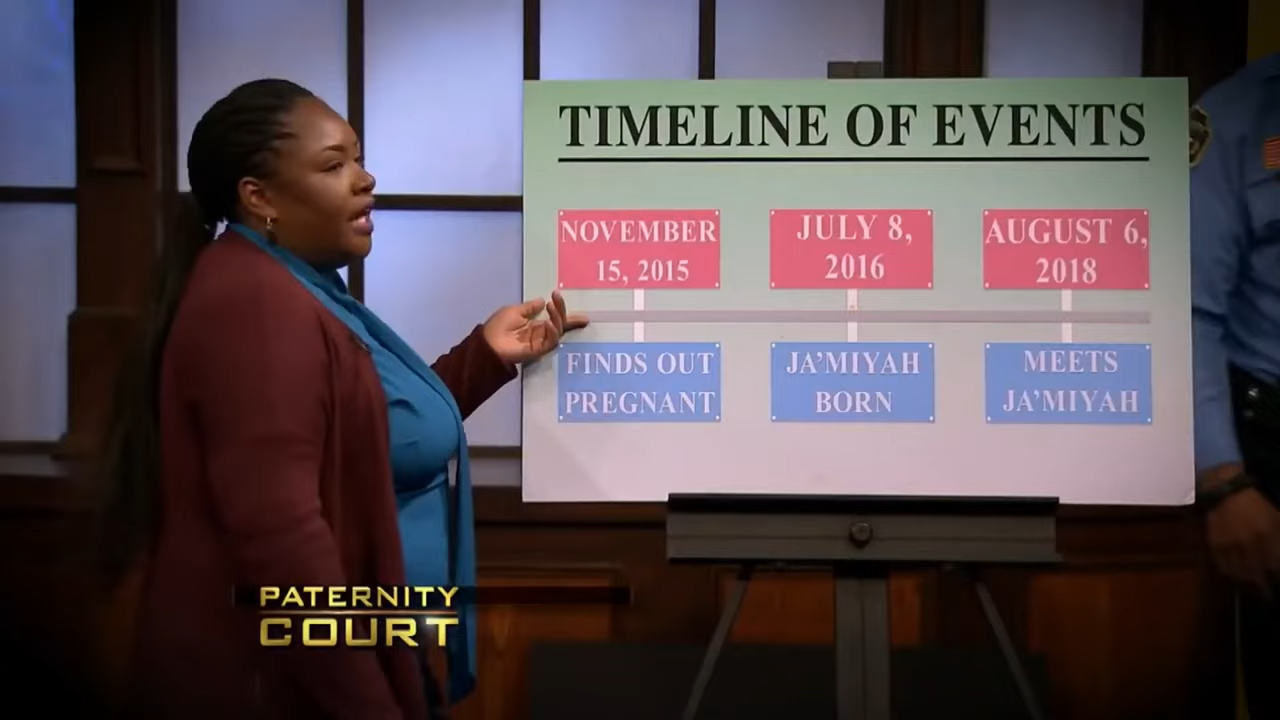 TIMELINE OF EVENTS
NOVEMBER
15, 2015
JULY 8,
2016
AUGUST 6,
2018
FINDS OUT
PREGNANT
JA'MIYAH
BORN
MEETS
JA'MIYAH
PATERNITY
COURT